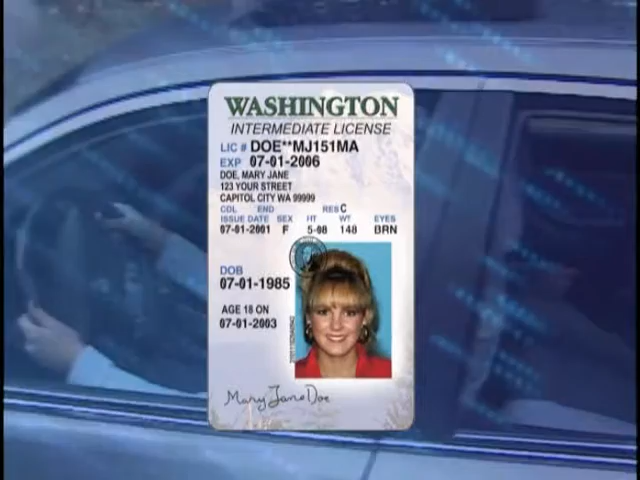 WASHINGTON
INTERMEDIATE LICENSE
LIC # DOE**MJ151MA
EXP 07-01-2006
DOE, MARY JANE
123 YOUR STREET
CAPITOL CITY WA 99999
CDL END RES C
ISSUE DATE SEX HT WT EYES
07-01-2001 F 5-08 148 BRN
DOB
07-01-1985
AGE 18 ON
07-01-2003
Mary Jane Doe